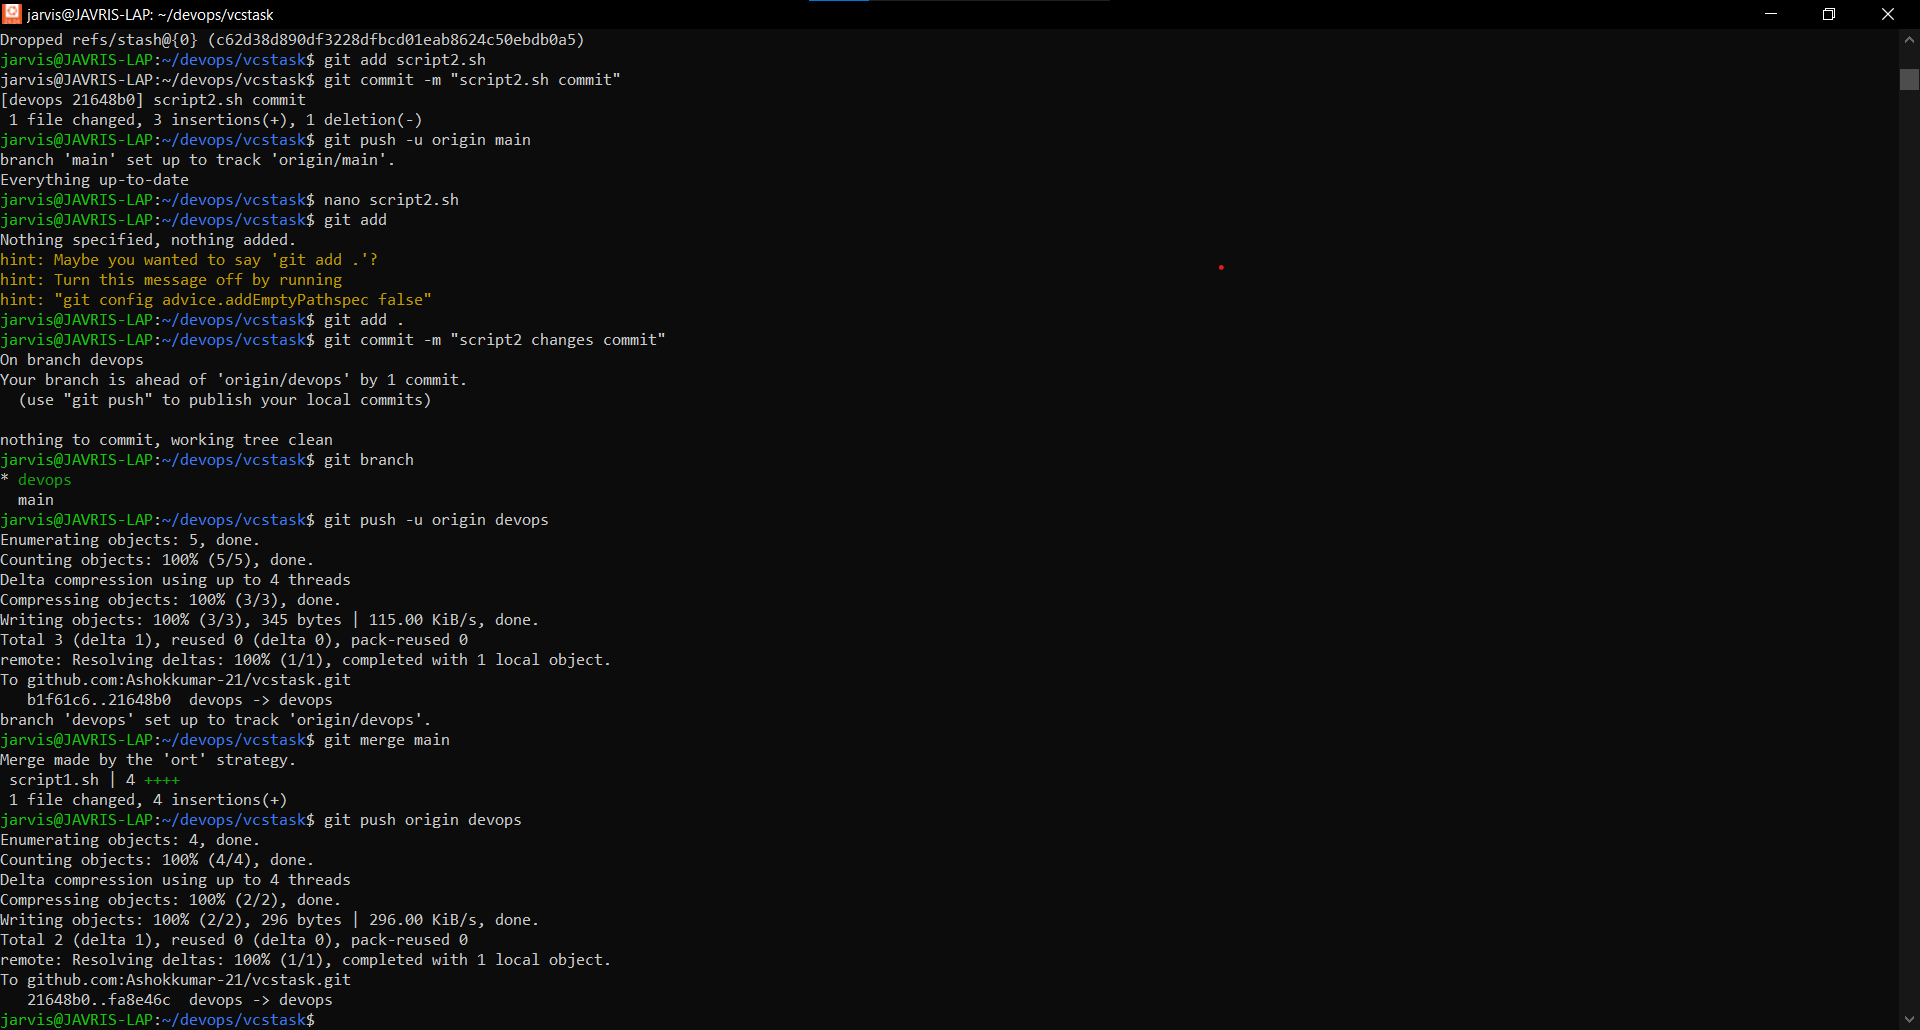 jarvis@JAVRIS-LAP: ~/devops/vcstask
Dropped refs/stash@{0} (c62d38d890df3228dfbcd01eab8624c50ebdb0a5)
jarvis@JAVRIS-LAP:~/devops/vcstask$ git add script2.sh
jarvis@JAVRIS-LAP:~/devops/vcstask$ git commit -m "script2.sh commit"
[devops 21648b0] script2.sh commit
 1 file changed, 3 insertions(+), 1 deletion(-)
jarvis@JAVRIS-LAP:~/devops/vcstask$ git push -u origin main
branch 'main' set up to track 'origin/main'.
Everything up-to-date
jarvis@JAVRIS-LAP:~/devops/vcstask$ nano script2.sh
jarvis@JAVRIS-LAP:~/devops/vcstask$ git add
Nothing specified, nothing added.
hint: Maybe you wanted to say 'git add .'?
hint: Turn this message off by running
hint: "git config advice.addEmptyPathspec false"
jarvis@JAVRIS-LAP:~/devops/vcstask$ git add .
jarvis@JAVRIS-LAP:~/devops/vcstask$ git commit -m "script2 changes commit"
On branch devops
Your branch is ahead of 'origin/devops' by 1 commit.
  (use "git push" to publish your local commits)
nothing to commit, working tree clean
jarvis@JAVRIS-LAP:~/devops/vcstask$ git branch
* devops
  main
jarvis@JAVRIS-LAP:~/devops/vcstask$ git push -u origin devops
Enumerating objects: 5, done.
Counting objects: 100% (5/5), done.
Delta compression using up to 4 threads
Compressing objects: 100% (3/3), done.
Writing objects: 100% (3/3), 345 bytes | 115.00 KiB/s, done.
Total 3 (delta 1), reused 0 (delta 0), pack-reused 0
remote: Resolving deltas: 100% (1/1), completed with 1 local object.
To github.com:Ashokkumar-21/vcstask.git
   b1f61c6..21648b0  devops -> devops
branch 'devops' set up to track 'origin/devops'.
jarvis@JAVRIS-LAP:~/devops/vcstask$ git merge main
Merge made by the 'ort' strategy.
 script1.sh | 4 ++++
 1 file changed, 4 insertions(+)
jarvis@JAVRIS-LAP:~/devops/vcstask$ git push origin devops
Enumerating objects: 4, done.
Counting objects: 100% (4/4), done.
Delta compression using up to 4 threads
Compressing objects: 100% (2/2), done.
Writing objects: 100% (2/2), 296 bytes | 296.00 KiB/s, done.
Total 2 (delta 1), reused 0 (delta 0), pack-reused 0
remote: Resolving deltas: 100% (1/1), completed with 1 local object.
To github.com:Ashokkumar-21/vcstask.git
   21648b0..fa8e46c  devops -> devops
jarvis@JAVRIS-LAP:~/devops/vcstask$